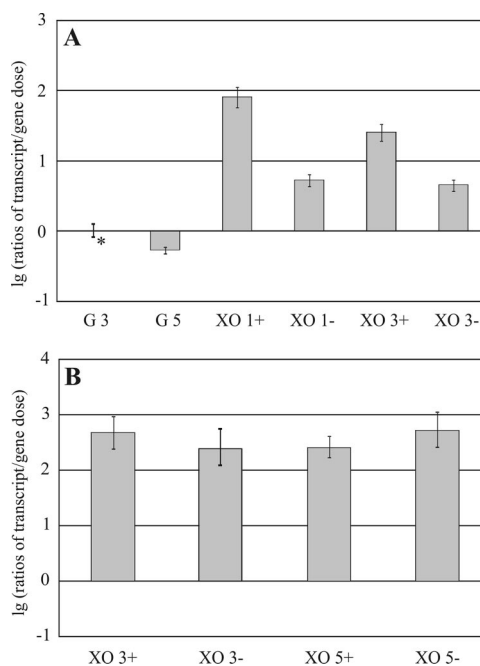 A
lg (ratios of transcript/gene dose)
3
2
1
0
-1
*
G 3 G 5 XO 1+ XO 1- XO 3+ XO 3-
B
lg (ratios of transcript/gene dose)
4
3
2
1
0
-1
XO 3+ XO 3- XO 5+ XO 5-